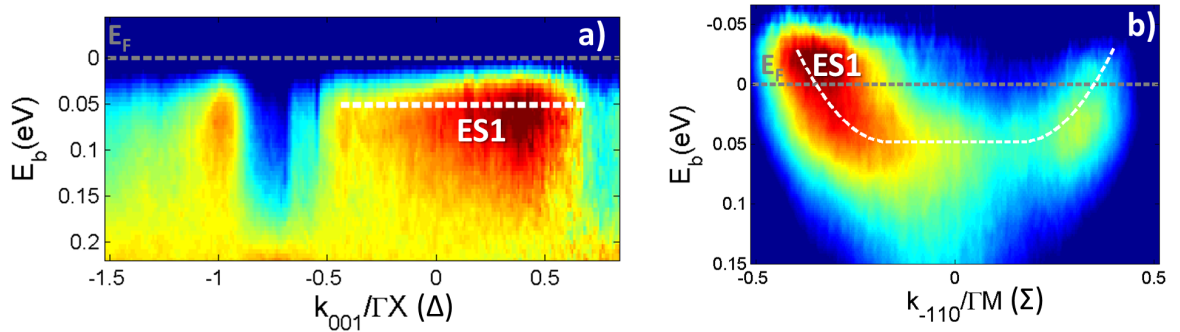 E_F
a)
0
0.05
0.1
0.15
0.2
E_b(eV)
ES1
-1.5
-1
-0.5
0
0.5
k_001/ΓX (Δ)
b)
-0.05
E_F
ES1
0
0.05
0.1
0.15
E_b(eV)
-0.5
0
0.5
k_-110/ΓM (Σ)